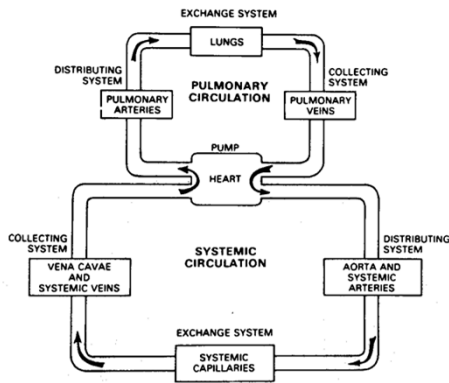 EXCHANGE SYSTEM
LUNGS
DISTRIBUTING
SYSTEM
PULMONARY
CIRCULATION
COLLECTING
SYSTEM
PULMONARY
ARTERIES
PULMONARY
VEINS
PUMP
HEART
COLLECTING
SYSTEM
SYSTEMIC
CIRCULATION
DISTRIBUTING
SYSTEM
VENA CAVAE
AND
SYSTEMIC VEINS
AORTA AND
SYSTEMIC
ARTERIES
EXCHANGE SYSTEM
SYSTEMIC
CAPILLARIES